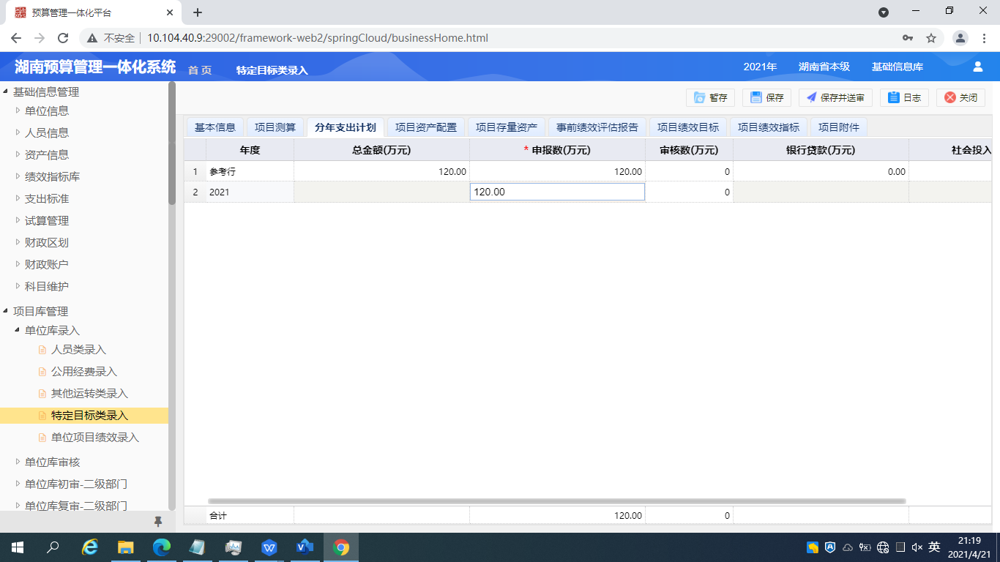 预算管理一体化平台
不安全 10.104.40.9:29002/framework-web2/springCloud/businessHome.html
湖南预算管理一体化系统 首 页 特定目标类录入 2021年 湖南省本级 基础信息库
基础信息管理
单位信息
人员信息
资产信息
绩效指标库
支出标准
试算管理
财政区划
财政账户
科目维护
项目库管理
单位库录入
人员类录入
公用经费录入
其他运转类录入
特定目标类录入
单位项目绩效录入
单位库审核
单位库初审-二级部门
单位库复审-二级部门
暂存 保存 保存并送审 日志 关闭
基本信息 项目测算 分年支出计划 项目资产配置 项目存量资产 事前绩效评估报告 项目绩效目标 项目绩效指标 项目附件
年度 总金额(万元) * 申报数(万元) 审核数(万元) 银行贷款(万元) 社会投入
1 参考行 120.00 120.00 0 0.00
2 2021 120.00 0
合计 120.00 0
英 21:19
2021/4/21